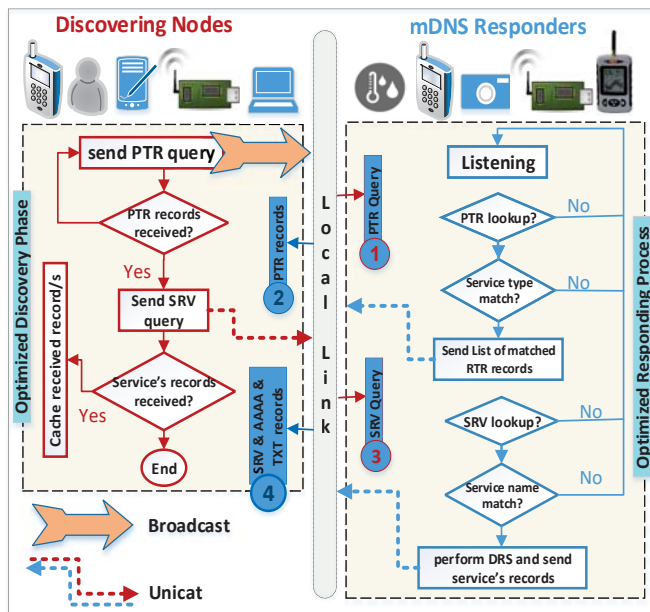 Discovering Nodes
mDNS Responders
Optimized Discovery Phase
send PTR query
PTR records
received?
Yes
Send SRV
query
Service's records
received?
Yes
Cache received record/s
End
PTR records
2
SRV & AAAA &
TXT records
4
Local Link
PTR Query
1
SRV Query
3
Listening
PTR lookup?
No
Service type
match?
No
Send List of matched
RTR records
SRV lookup?
No
Service name
match?
No
perform DRS and send
service's records
Optimized Responding Process
Broadcast
Unicat